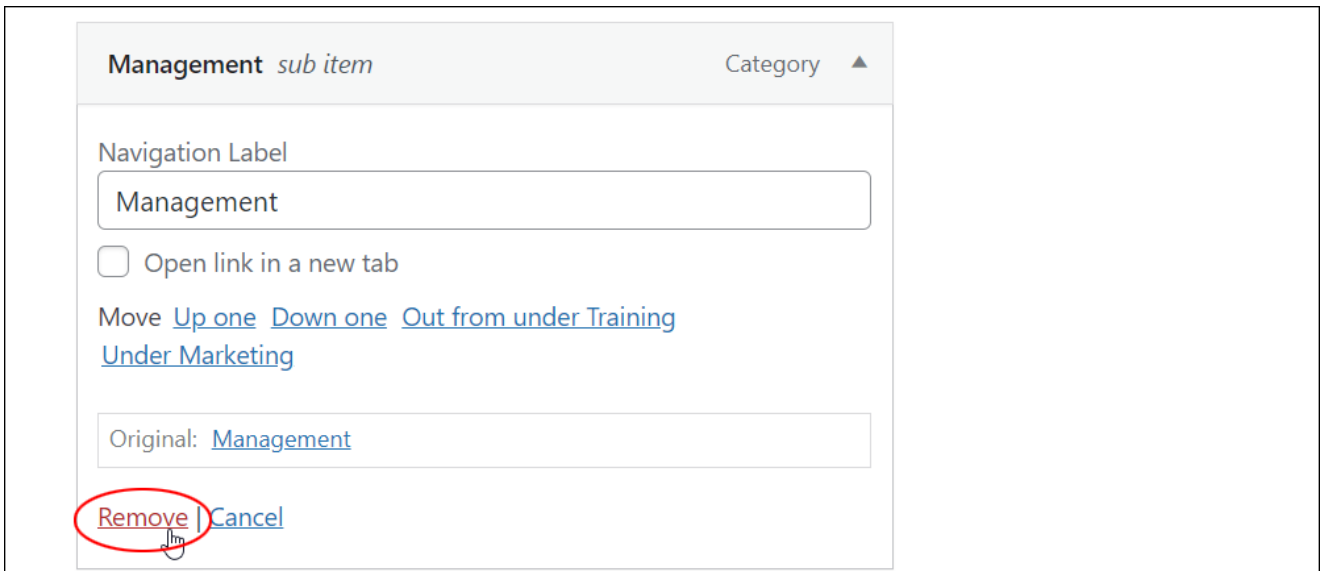 Management sub item Category
Navigation Label
Management
Open link in a new tab
Move Up one Down one Out from under Training
Under Marketing
Original: Management
Remove | Cancel